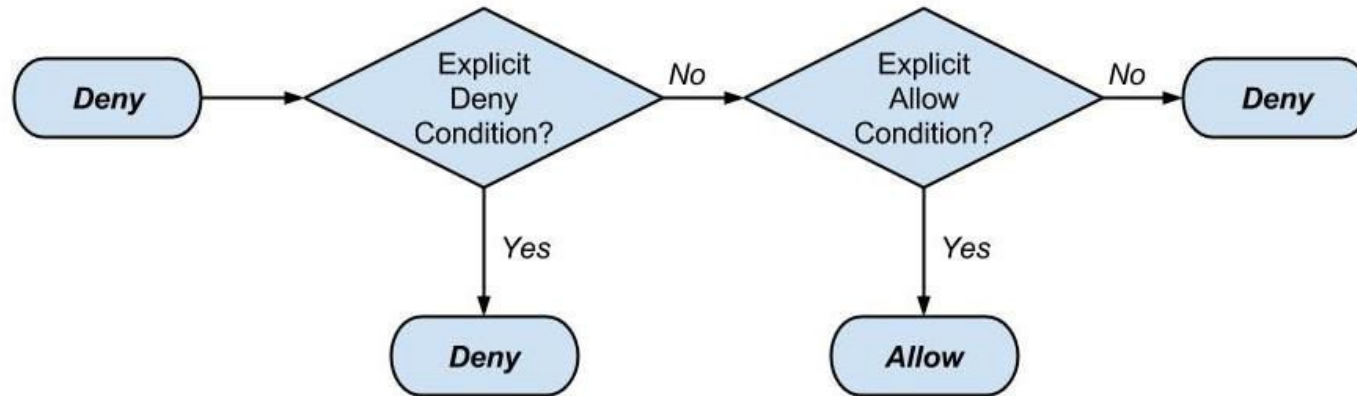 Deny
Explicit
Deny
Condition?
No
Explicit
Allow
Condition?
No
Deny
Yes
Yes
Deny
Allow